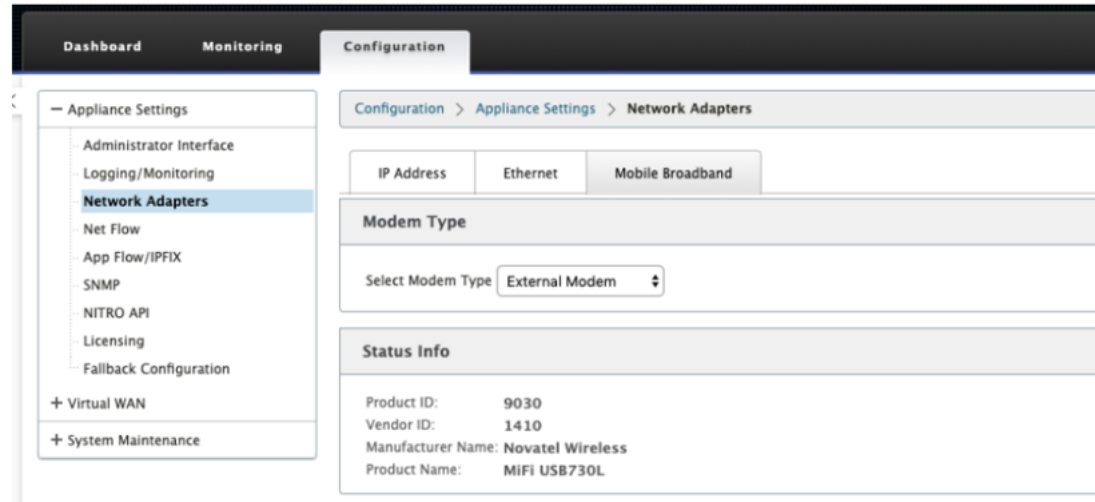 Dashboard Monitoring Configuration
− Appliance Settings
Administrator Interface
Logging/Monitoring
Network Adapters
Net Flow
App Flow/IPFIX
SNMP
NITRO API
Licensing
Fallback Configuration
+ Virtual WAN
+ System Maintenance
Configuration > Appliance Settings > Network Adapters
IP Address Ethernet Mobile Broadband
Modem Type
Select Modem Type External Modem
Status Info
Product ID: 9030
Vendor ID: 1410
Manufacturer Name: Novatel Wireless
Product Name: MiFi USB730L